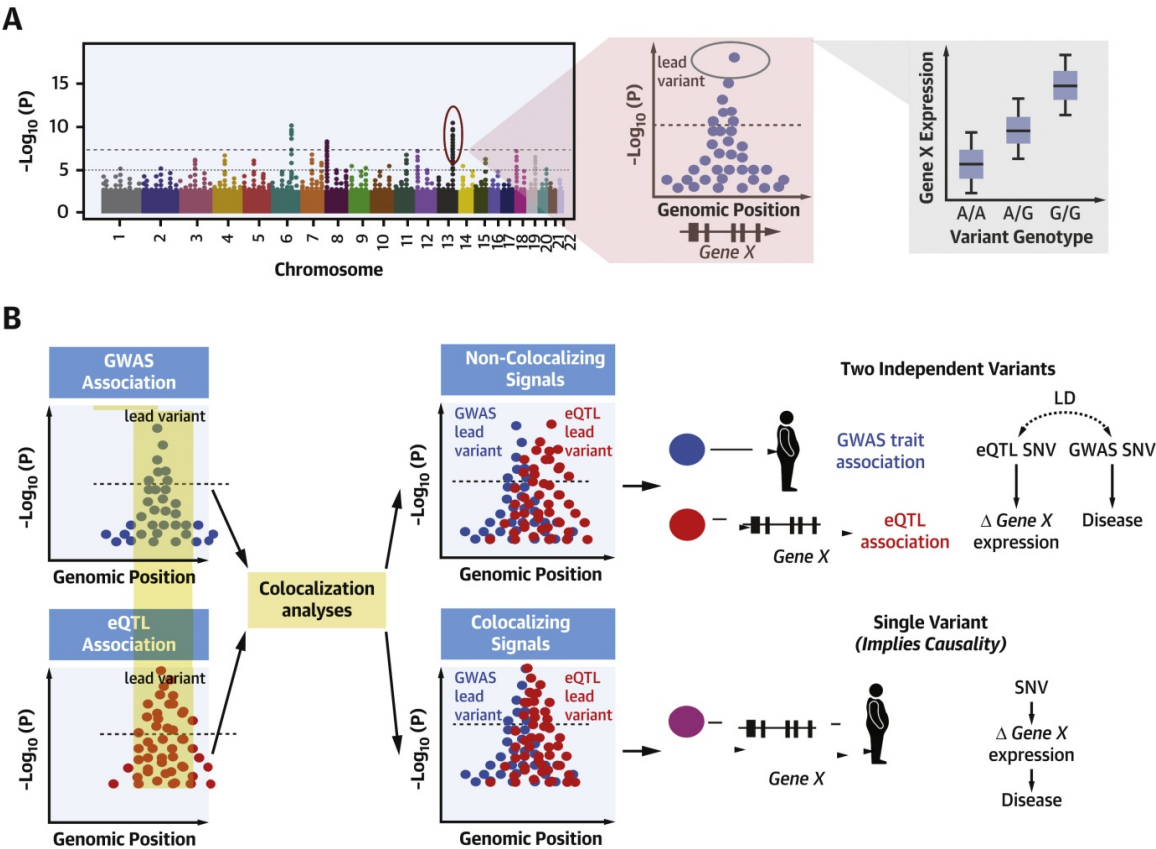 A
-Log10 (P)
15
10
5
0
1
2
3
4
5
6
7
8
9
10
11
12
13
14
15
16
17
18
19
20
21
22
Chromosome
lead
variant
-Log10 (P)
Genomic Position
Gene X
Gene X Expression
A/A A/G G/G
Variant Genotype
B
GWAS
Association
lead variant
-Log10 (P)
Genomic Position
eQTL
Association
lead variant
-Log10 (P)
Genomic Position
Colocalization
analyses
Non-Colocalizing
Signals
GWAS
lead
variant
eQTL
lead
variant
-Log10 (P)
Genomic Position
Colocalizing
Signals
GWAS
lead
variant
eQTL
lead
variant
-Log10 (P)
Genomic Position
Two Independent Variants
GWAS trait
association
Gene X
eQTL
association
LD
eQTL SNV GWAS SNV
Δ Gene X
expression
Disease
Single Variant
(Implies Causality)
Gene X
SNV
Δ Gene X
expression
Disease